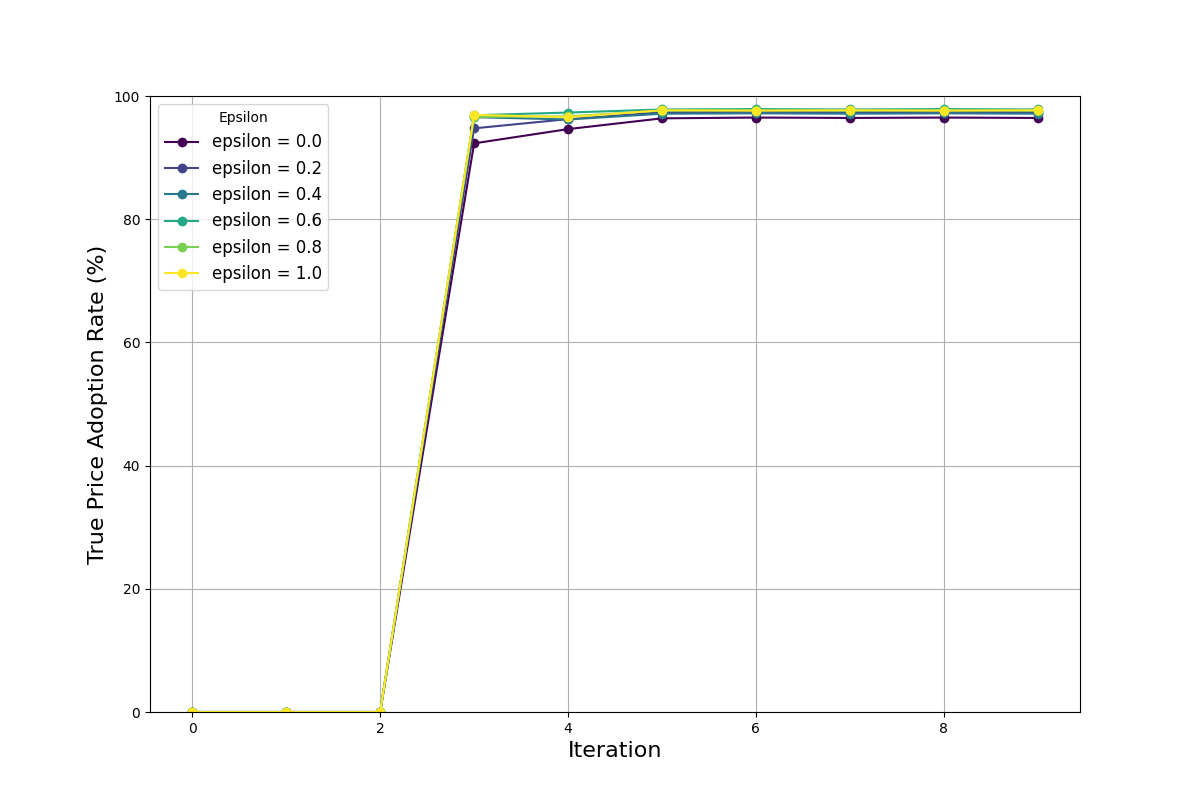 Epsilon
epsilon = 0.0
epsilon = 0.2
epsilon = 0.4
epsilon = 0.6
epsilon = 0.8
epsilon = 1.0
True Price Adoption Rate (%)
100
80
60
40
20
0
0 2 4 6 8
Iteration